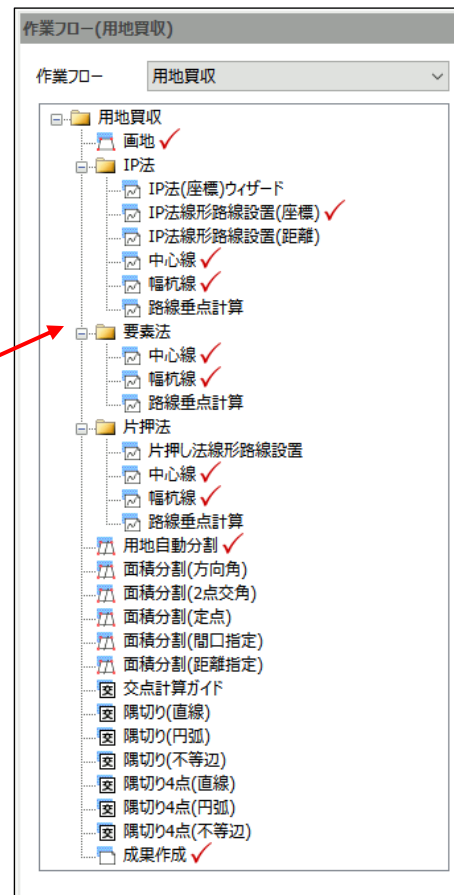 作業フロー(用地買収)
作業フロー 用地買収
用地買収
画地
IP法
IP法(座標)ウィザード
IP法線形路線設置(座標)
IP法線形路線設置(距離)
中心線
幅杭線
路線垂点計算
要素法
中心線
幅杭線
路線垂点計算
片押法
片押し法線形路線設置
中心線
幅杭線
路線垂点計算
用地自動分割
面積分割(方向角)
面積分割(2点交角)
面積分割(定点)
面積分割(間口指定)
面積分割(距離指定)
交 交点計算ガイド
交 隅切り(直線)
交 隅切り(円弧)
交 隅切り(不等辺)
交 隅切り4点(直線)
交 隅切り4点(円弧)
交 隅切り4点(不等辺)
成果作成